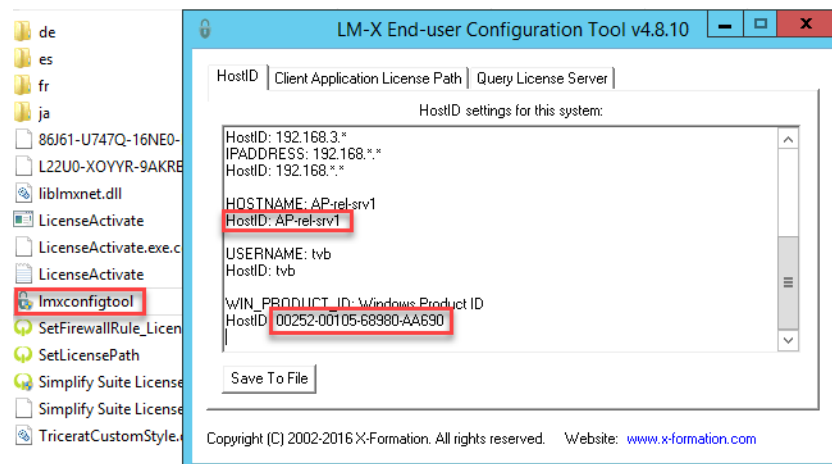 de
es
fr
ja
86J61-U747Q-16NE0-
L22U0-XOYYR-9AKRE
liblmxnet.dll
LicenseActivate
LicenseActivate.exe.c
LicenseActivate
lmxconfigtool
SetFirewallRule_Licen
SetLicensePath
Simplify Suite License
Simplify Suite License
TriceratCustomStyle.
LM-X End-user Configuration Tool v4.8.10
HostID Client Application License Path Query License Server
HostID settings for this system:
HostID: 192.168.3.*
IPADDRESS: 192.168.*.*
HostID: 192.168.*.*
HOSTNAME: AP-rel-srv1
HostID: AP-rel-srv1
USERNAME: tvb
HostID: tvb
WIN_PRODUCT_ID: Windows Product ID
HostID: 00252-00105-68980-AA690
Save To File
Copyright (C) 2002-2016 X-Formation. All rights reserved. Website: www.x-formation.com